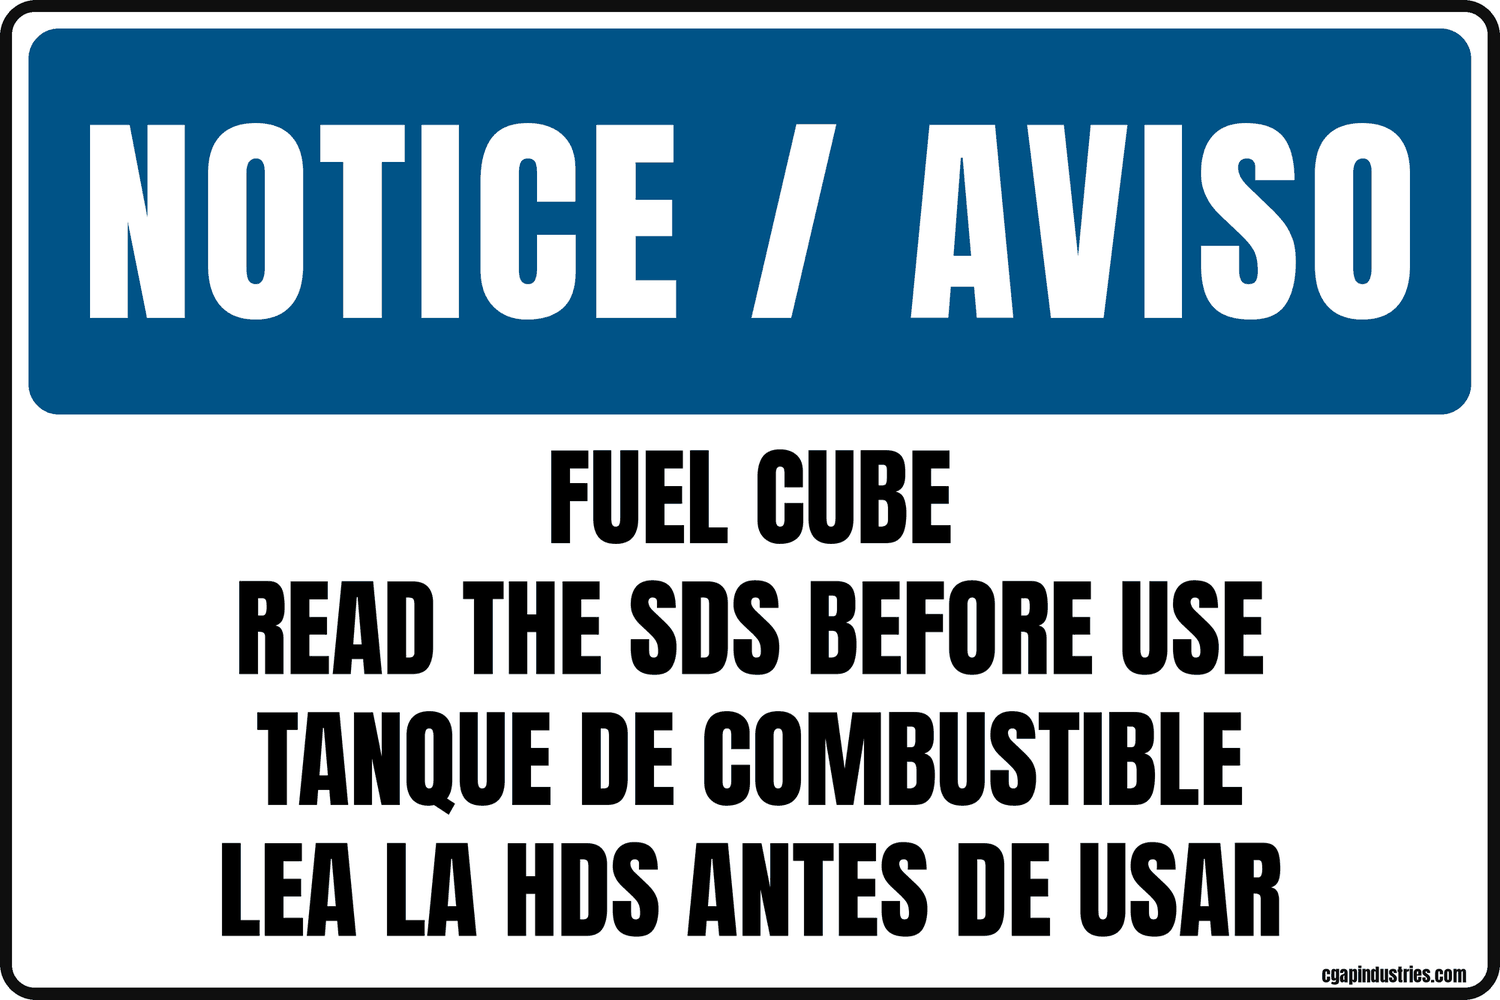 NOTICE / AVISO
FUEL CUBE
READ THE SDS BEFORE USE
TANQUE DE COMBUSTIBLE
LEA LA HDS ANTES DE USAR
cgapindustries.com